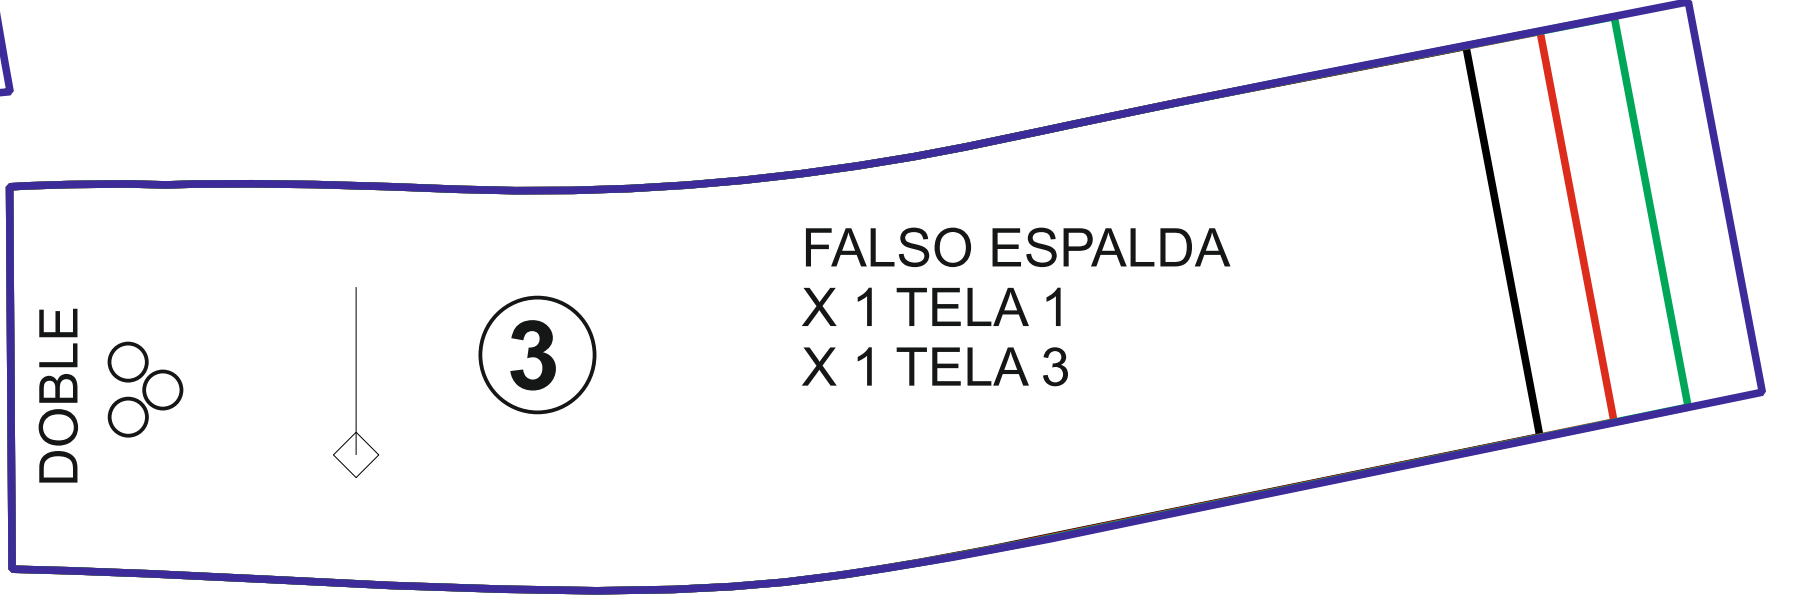 DOBLE
3
FALSO ESPALDA
X 1 TELA 1
X 1 TELA 3